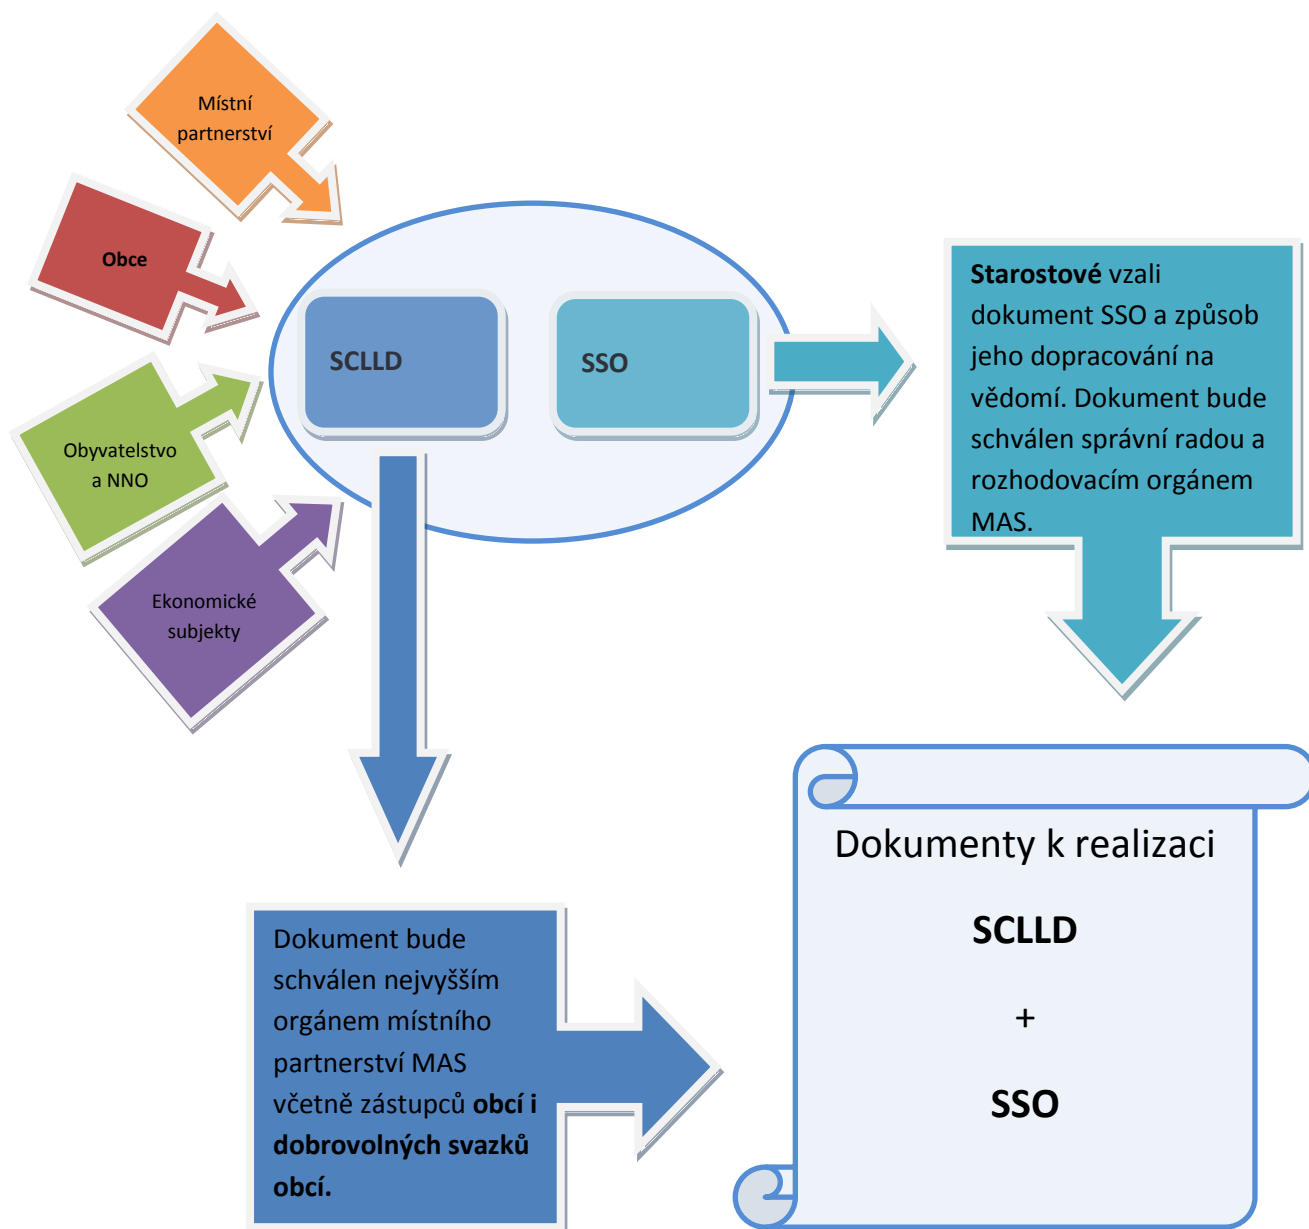 Místní
partnerství
Obce
Obyvatelstvo
a NNO
Ekonomické
subjekty
SCLLD
SSO
Starostové vzali
dokument SSO a způsob
jeho dopracování na
vědomí. Dokument bude
schválen správní radou a
rozhodovacím orgánem
MAS.
Dokument bude
schválen nejvyšším
orgánem místního
partnerství MAS
včetně zástupců obcí i
dobrovolných svazků
obcí.
Dokumenty k realizaci
SCLLD
+
SSO